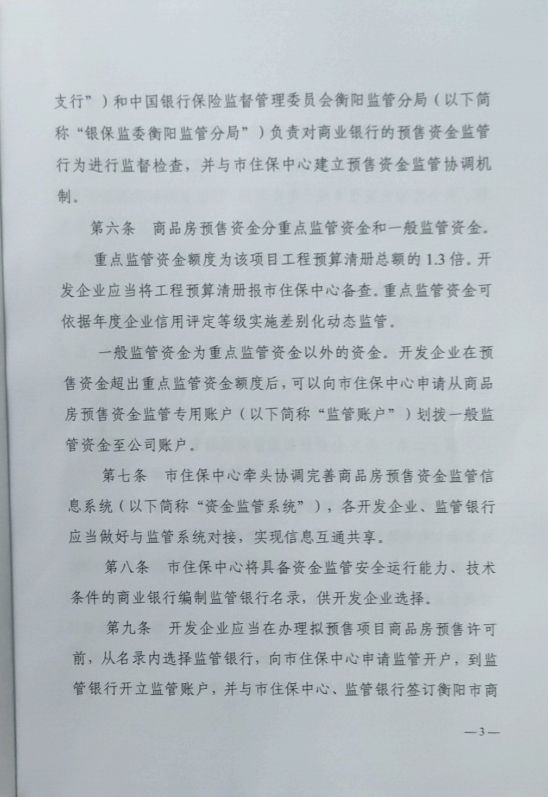 支行”）和中国银行保险监督管理委员会衡阳监管分局（以下简
称“银保监委衡阳监管分局”）负责对商业银行的预售资金监管
行为进行监督检查，并与市住保中心建立预售资金监管协调机
制。
第六条 商品房预售资金分重点监管资金和一般监管资金。
重点监管资金额度为该项目工程预算清册总额的 1.3 倍。开
发企业应当将工程预算清册报市住保中心备查。重点监管资金可
依据年度企业信用评定等级实施差别化动态监管。
一般监管资金为重点监管资金以外的资金。开发企业在预
售资金超出重点监管资金额度后，可以向市住保中心申请从商品
房预售资金监管专用账户（以下简称“监管账户”）划拨一般监
管资金至公司账户。
第七条 市住保中心牵头协调完善商品房预售资金监管信
息系统（以下简称“资金监管系统”），各开发企业、监管银行
应当做好与监管系统对接，实现信息互通共享。
第八条 市住保中心将具备资金监管安全运行能力、技术
条件的商业银行编制监管银行名录，供开发企业选择。
第九条 开发企业应当在办理拟预售项目商品房预售许可
前，从名录内选择监管银行，向市住保中心申请监管开户，到监
管银行开立监管账户，并与市住保中心、监管银行签订衡阳市商
—3—